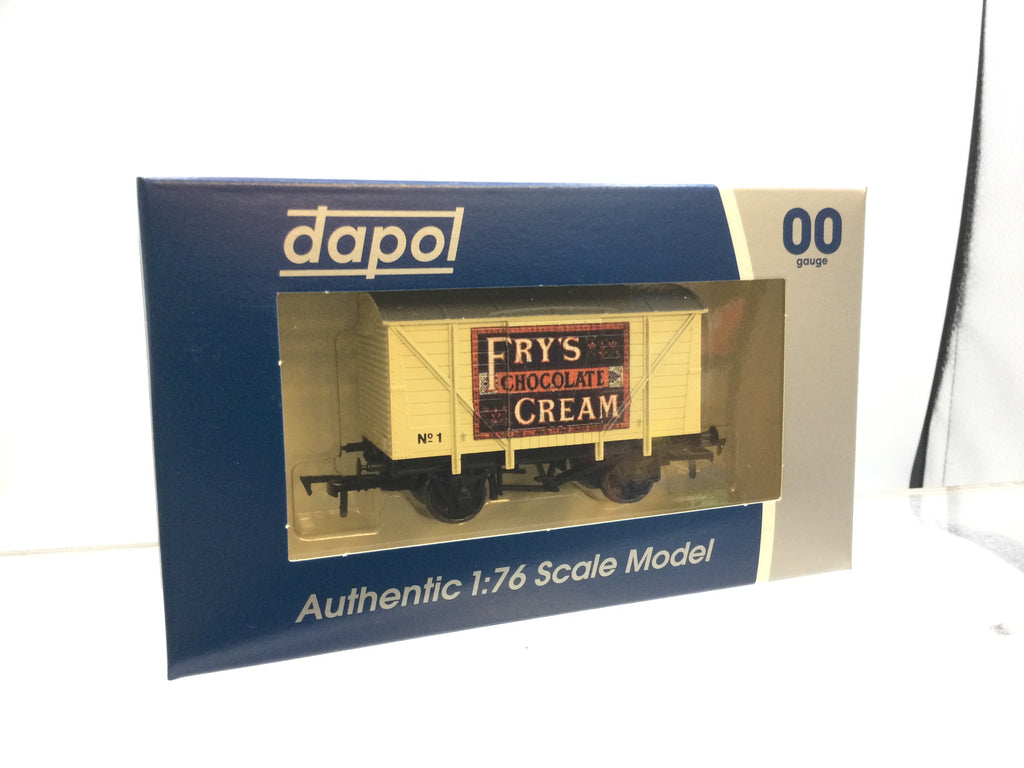 dapol
00
gauge
FRY'S
CHOCOLATE
CREAM
Nº 1
Authentic 1:76 Scale Model